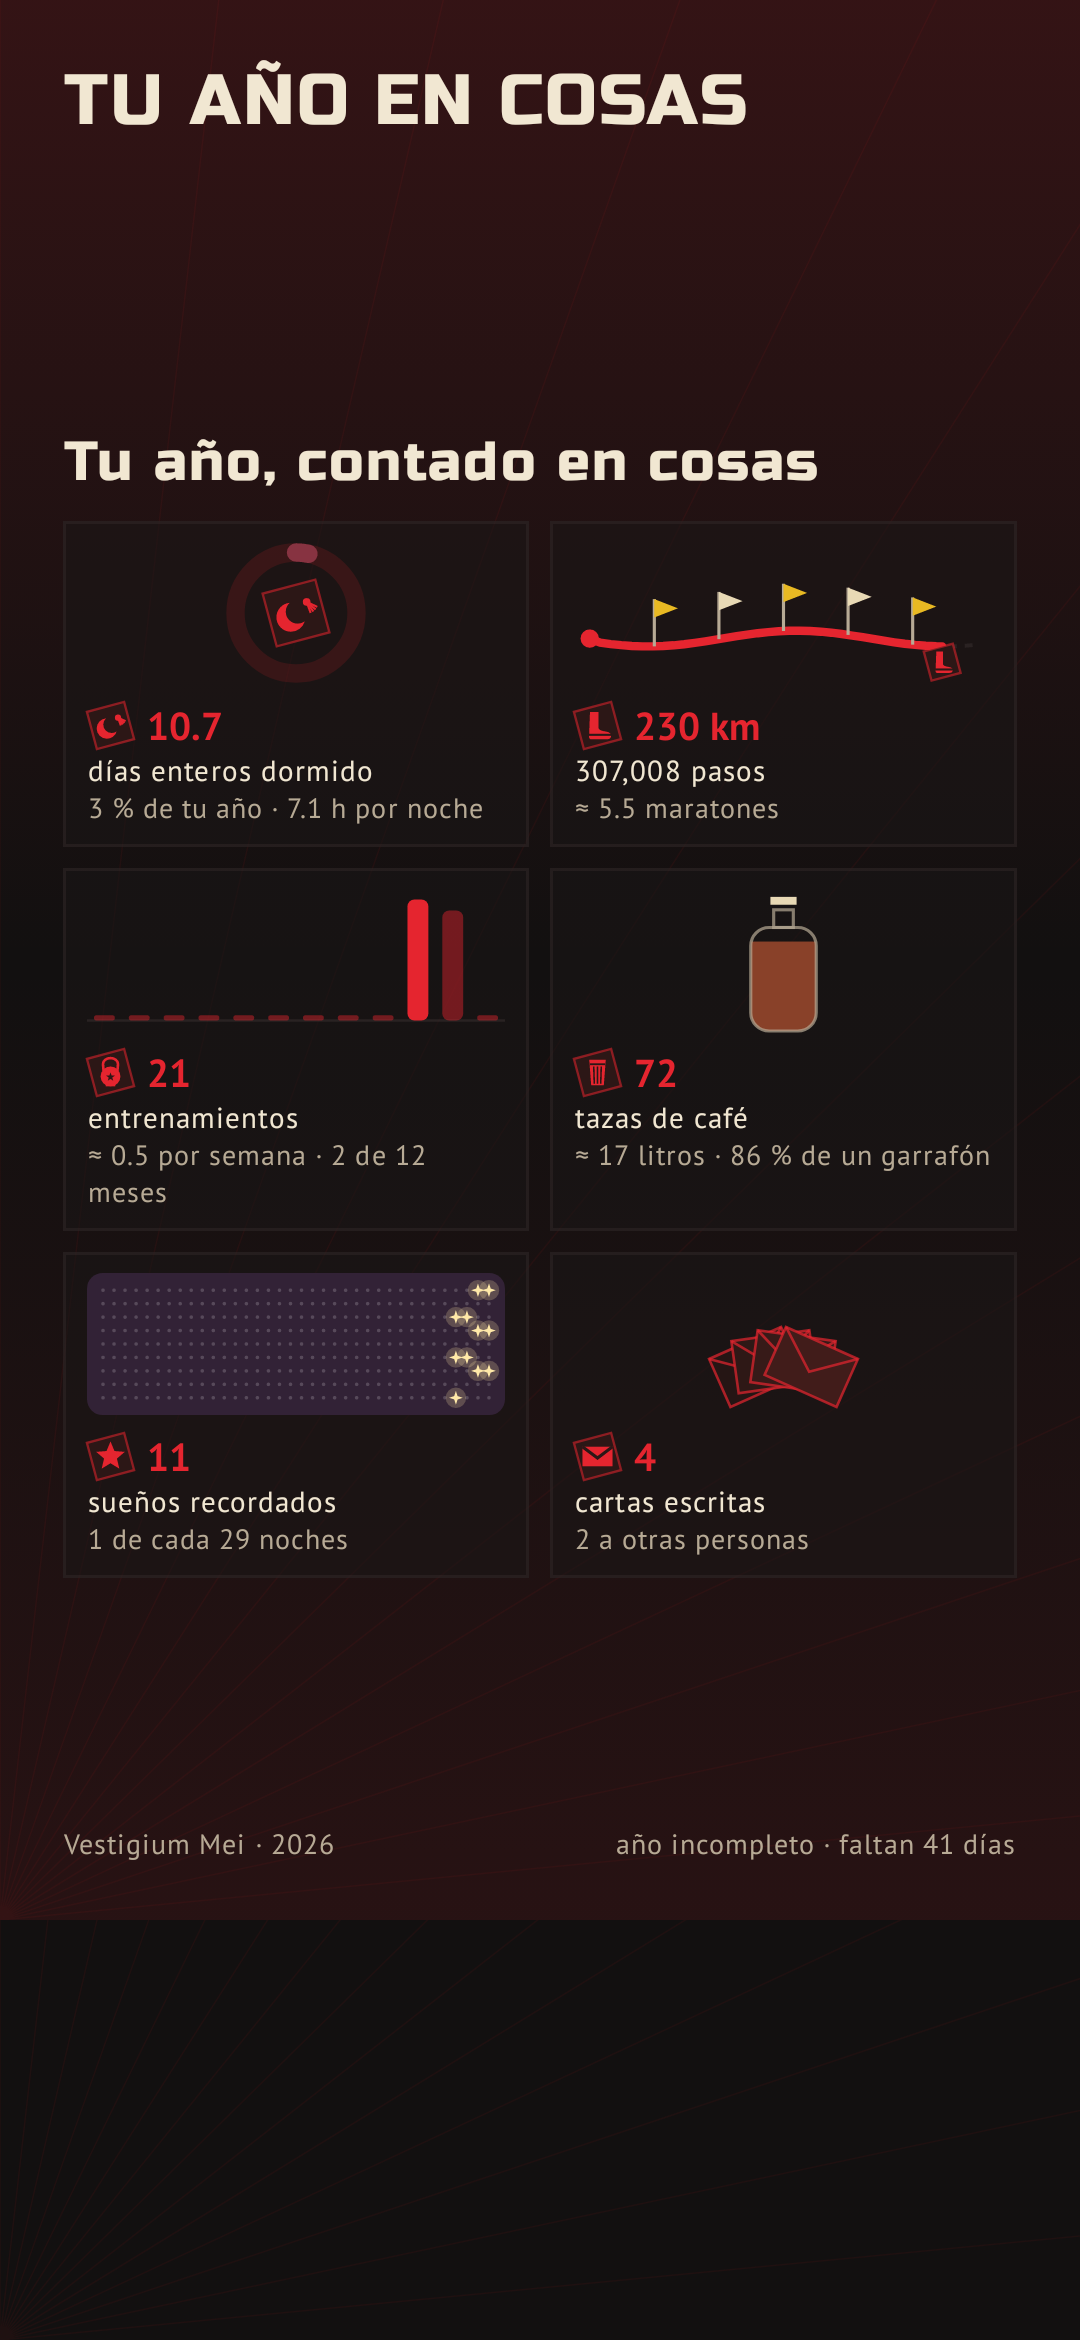 TU AÑO EN COSAS
Tu año, contado en cosas
10.7
días enteros dormido
3 % de tu año · 7.1 h por noche
230 km
307,008 pasos
≈ 5.5 maratones
21
entrenamientos
≈ 0.5 por semana · 2 de 12
meses
72
tazas de café
≈ 17 litros · 86 % de un garrafón
11
sueños recordados
1 de cada 29 noches
4
cartas escritas
2 a otras personas
Vestigium Mei · 2026
año incompleto · faltan 41 días